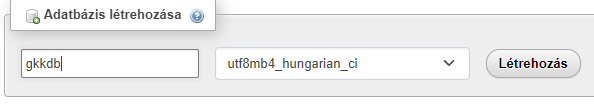 Adatbázis létrehozása
gkkdb utf8mb4_hungarian_ci Létrehozás